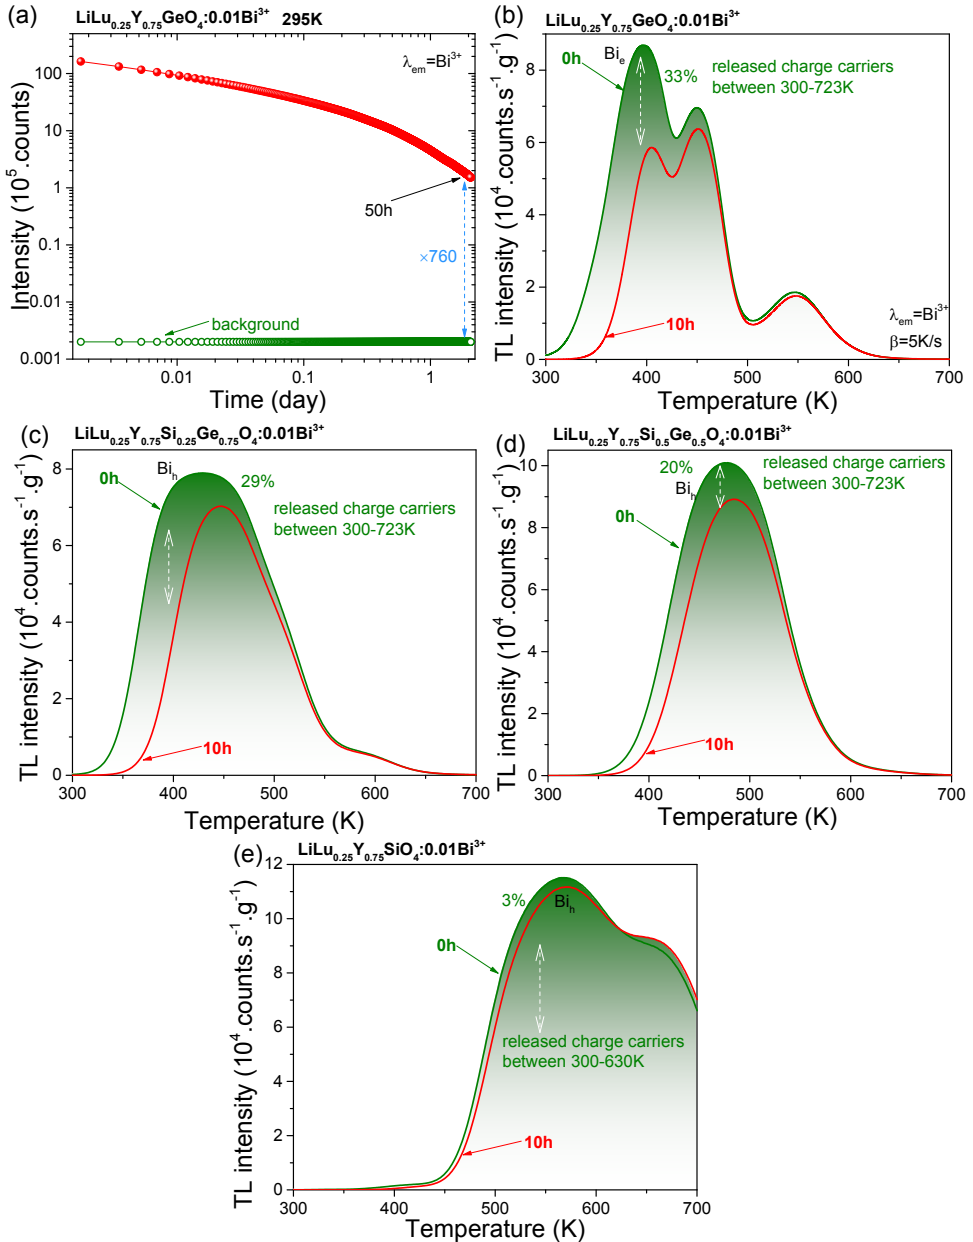 (a)
LiLu0.25Y0.75GeO4:0.01Bi3+ 295K
λem=Bi3+
100
10
1
0.1
0.01
0.001
Intensity (10^5.counts)
50h
×760
background
0.01
0.1
1
Time (day)
(b)
LiLu0.25Y0.75GeO4:0.01Bi3+
8
6
4
2
0
TL intensity (10^4.counts.s-1.g-1)
0h
Bie
33%
released charge carriers
between 300-723K
10h
λem=Bi3+
β=5K/s
300
400
500
600
700
Temperature (K)
(c)
LiLu0.25Y0.75Si0.25Ge0.75O4:0.01Bi3+
8
6
4
2
0
TL intensity (10^4.counts.s-1.g-1)
0h
Bih
29%
released charge carriers
between 300-723K
10h
300
400
500
600
700
Temperature (K)
(d)
LiLu0.25Y0.75Si0.5Ge0.5O4:0.01Bi3+
10
8
6
4
2
0
TL intensity (10^4.counts.s-1.g-1)
20%
released charge carriers
between 300-723K
Bih
0h
10h
300
400
500
600
700
Temperature (K)
(e)
LiLu0.25Y0.75SiO4:0.01Bi3+
12
10
8
6
4
2
0
TL intensity (10^4.counts.s-1.g-1)
3%
Bih
0h
released charge carriers
between 300-630K
10h
300
400
500
600
700
Temperature (K)